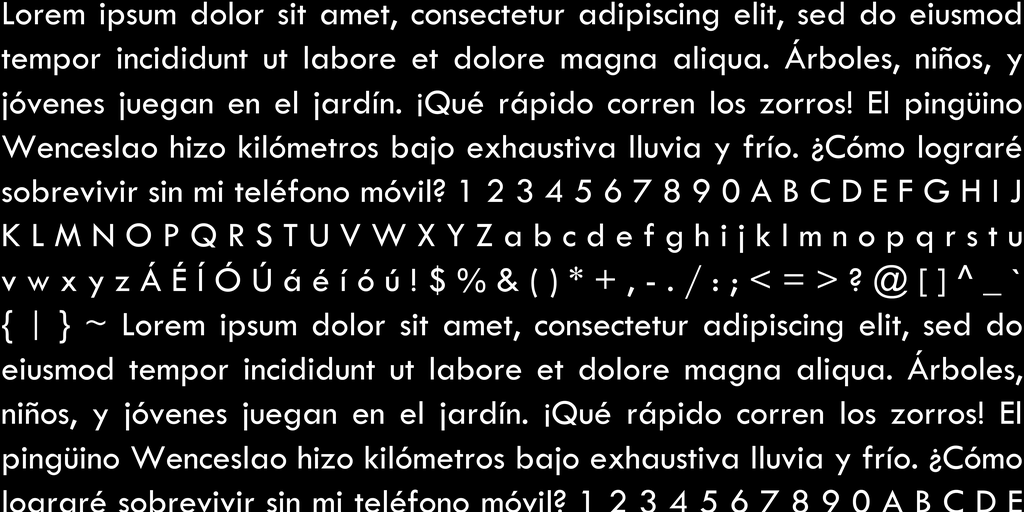 Lorem ipsum dolor sit amet, consectetur adipiscing elit, sed do eiusmod
tempor incididunt ut labore et dolore magna aliqua. Árboles, niños, y
jóvenes juegan en el jardín. ¡Qué rápido corren los zorros! El pingüino
Wenceslao hizo kilómetros bajo exhaustiva lluvia y frío. ¿Cómo lograré
sobrevivir sin mi teléfono móvil? 1 2 3 4 5 6 7 8 9 0 A B C D E F G H I J
K L M N O P Q R S T U V W X Y Z a b c d e f g h i j k l m n o p q r s t u
v w x y z Á É Í Ó Ú á é í ó ú ! $ % & ( ) * + , - . / : ; < = > ? @ [ ] ^ _ `
{ | } ~ Lorem ipsum dolor sit amet, consectetur adipiscing elit, sed do
eiusmod tempor incididunt ut labore et dolore magna aliqua. Árboles,
niños, y jóvenes juegan en el jardín. ¡Qué rápido corren los zorros! El
pingüino Wenceslao hizo kilómetros bajo exhaustiva lluvia y frío. ¿Cómo
lograré sobrevivir sin mi teléfono móvil? 1 2 3 4 5 6 7 8 9 0 A B C D E